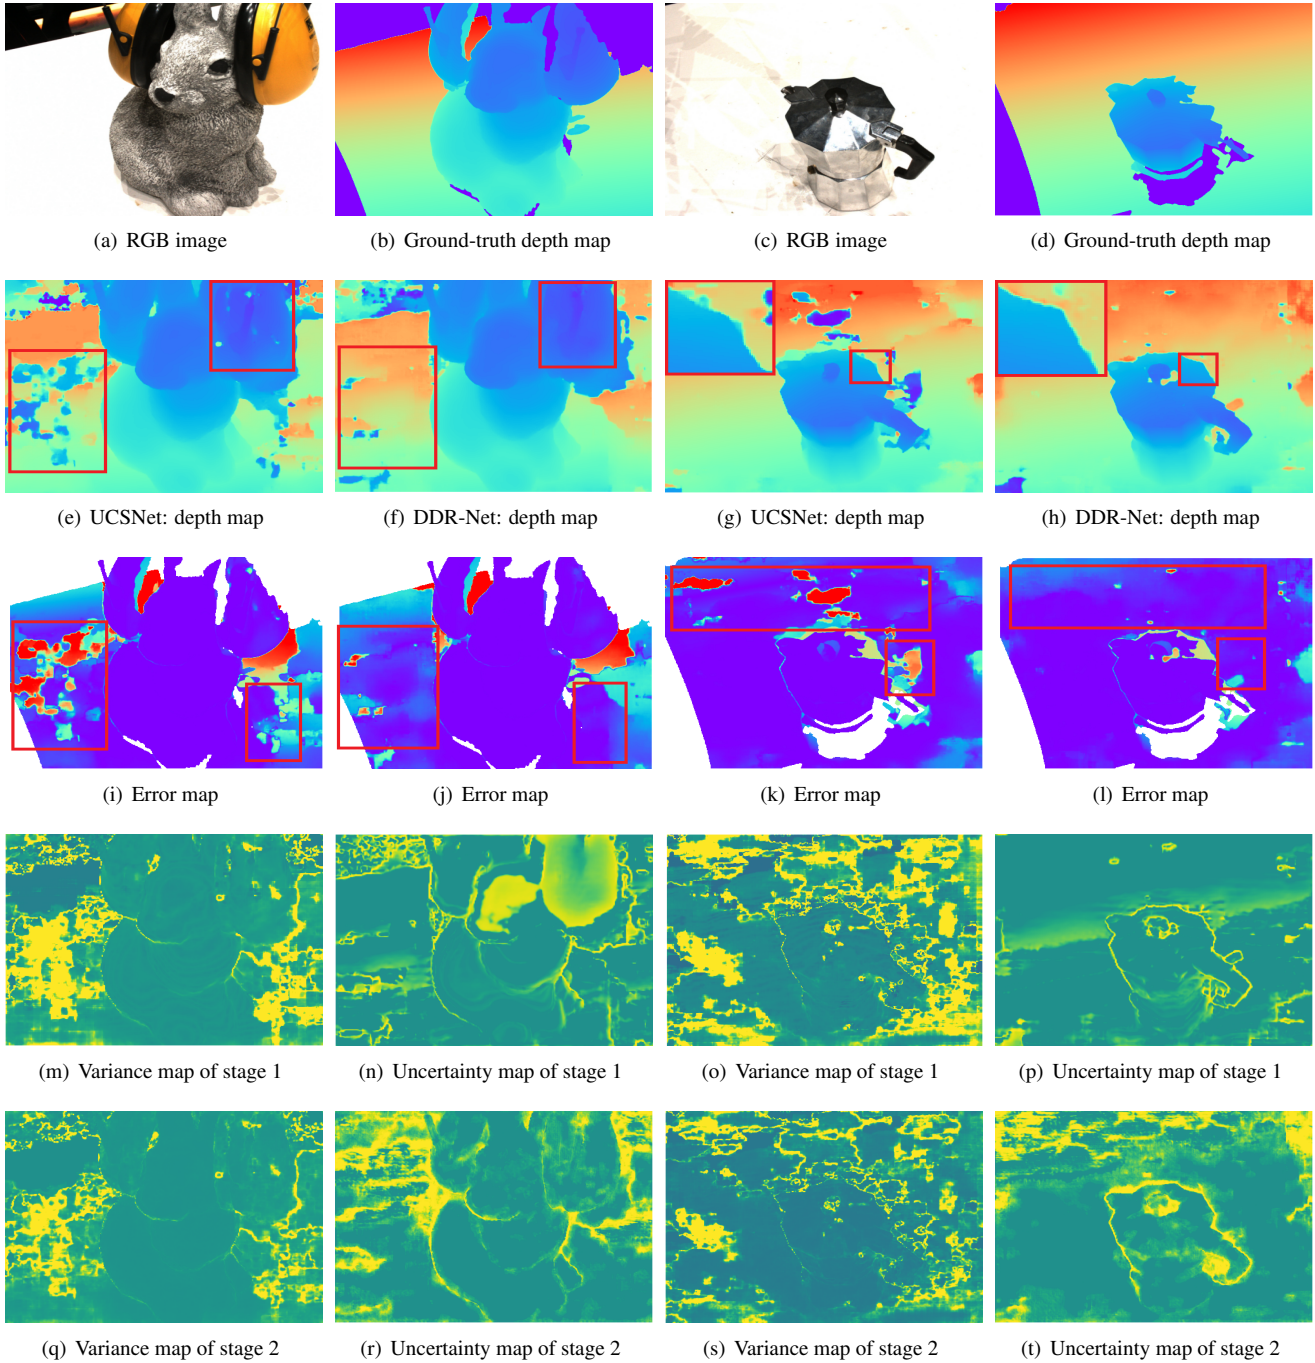 (a) RGB image
(b) Ground-truth depth map
(c) RGB image
(d) Ground-truth depth map
(e) UCSNet: depth map
(f) DDR-Net: depth map
(g) UCSNet: depth map
(h) DDR-Net: depth map
(i) Error map
(j) Error map
(k) Error map
(l) Error map
(m) Variance map of stage 1
(n) Uncertainty map of stage 1
(o) Variance map of stage 1
(p) Uncertainty map of stage 1
(q) Variance map of stage 2
(r) Uncertainty map of stage 2
(s) Variance map of stage 2
(t) Uncertainty map of stage 2